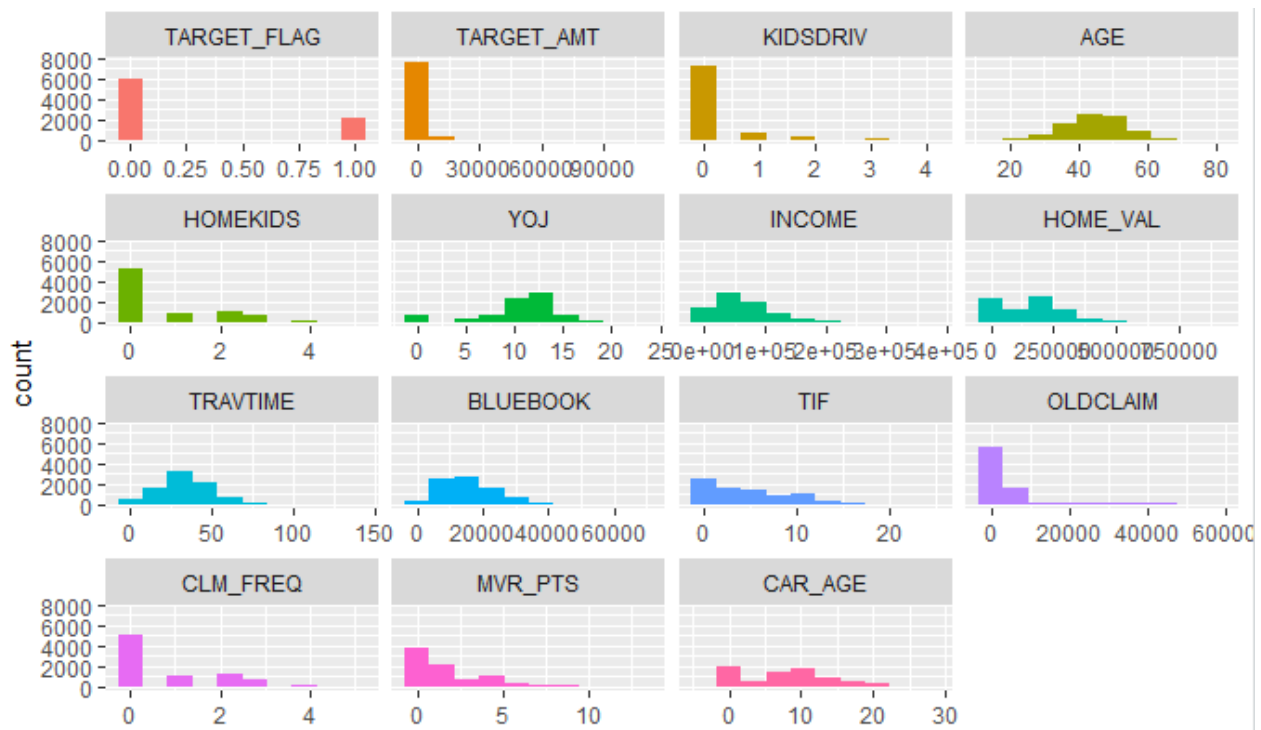 TARGET_FLAG TARGET_AMT KIDSDRIV AGE
8000
6000
4000
2000
0
0.00 0.25 0.50 0.75 1.00 0 30000 60000 90000 0 1 2 3 4 20 40 60 80
HOMEKIDS YOJ INCOME HOME_VAL
8000
6000
4000
2000
0
0 2 4 0 5 10 15 20 25 0e+00 1e+05 2e+05 3e+05 4e+05 0 250000 500000 750000
count
TRAVTIME BLUEBOOK TIF OLDCLAIM
8000
6000
4000
2000
0
0 50 100 150 0 20000 40000 60000 0 10 20 0 20000 40000 60000
CLM_FREQ MVR_PTS CAR_AGE
8000
6000
4000
2000
0
0 2 4 0 5 10 0 10 20 30